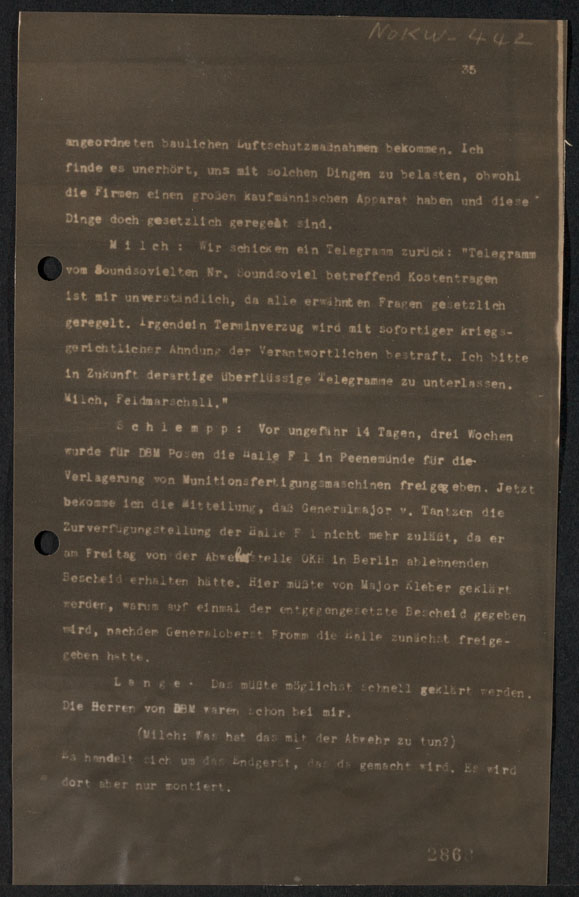 NOKW-442
35
angeordneten baulichen Luftschutzmaßnahmen bekommen. Ich
finde es unerhört, uns mit solchen Dingen zu belasten, obwohl
die Firmen einen großen kaufmännischen Apparat haben und diese
Dinge doch gesetzlich geregelt sind.
M i l c h : Wir schicken ein Telegramm zurück: "Telegramm
vom Soundsovielten Nr. Soundsoviel betreffend Kostentragen
ist mir unverständlich, da alle erwähnten Fragen gesetzlich
geregelt. Irgendein Terminverzug wird mit sofortiger kriegs-
gerichtlicher Ahndung der Verantwortlichen bestraft. Ich bitte
in Zukunft derartige überflüssige Telegramme zu unterlassen.
Milch, Feldmarschall."
S c h l e m p p : Vor ungefähr 14 Tagen, drei Wochen
wurde für DBM Posen die Halle F 1 in Peenemünde für die
Verlagerung von Munitionsfertigungsmaschinen freigegeben. Jetzt
bekomme ich die Mitteilung, daß Generalmajor v. Tantzen die
Zurverfügungstellung der Halle F 1 nicht mehr zuläßt, da er
am Freitag von der Abwehrstelle OKH in Berlin ablehnenden
Bescheid erhalten hätte. Hier müßte von Major Kleber geklärt
werden, warum auf einmal der entgegengesetzte Bescheid gegeben
wird, nachdem Generaloberst Fromm die Halle zunächst freige-
geben hatte.
L a n g e : Das müßte möglichst schnell geklärt werden.
Die Herren von DBM waren schon bei mir.
(Milch: Was hat das mit der Abwehr zu tun?)
Es handelt sich um das Endgerät, das da gemacht wird. Es wird
dort aber nur montiert.